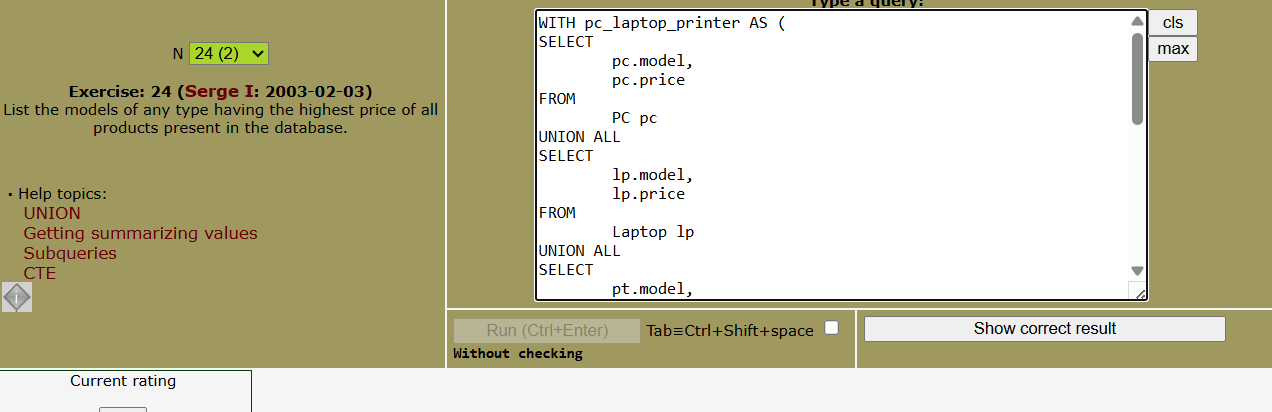 Type a query:
N 24 (2)
Exercise: 24 (Serge I: 2003-02-03)
List the models of any type having the highest price of all
products present in the database.
· Help topics:
UNION
Getting summarizing values
Subqueries
CTE
WITH pc_laptop_printer AS (
SELECT
pc.model,
pc.price
FROM
PC pc
UNION ALL
SELECT
lp.model,
lp.price
FROM
Laptop lp
UNION ALL
SELECT
pt.model,
cls
max
Run (Ctrl+Enter) Tab≡Ctrl+Shift+space
Without checking
Show correct result
Current rating